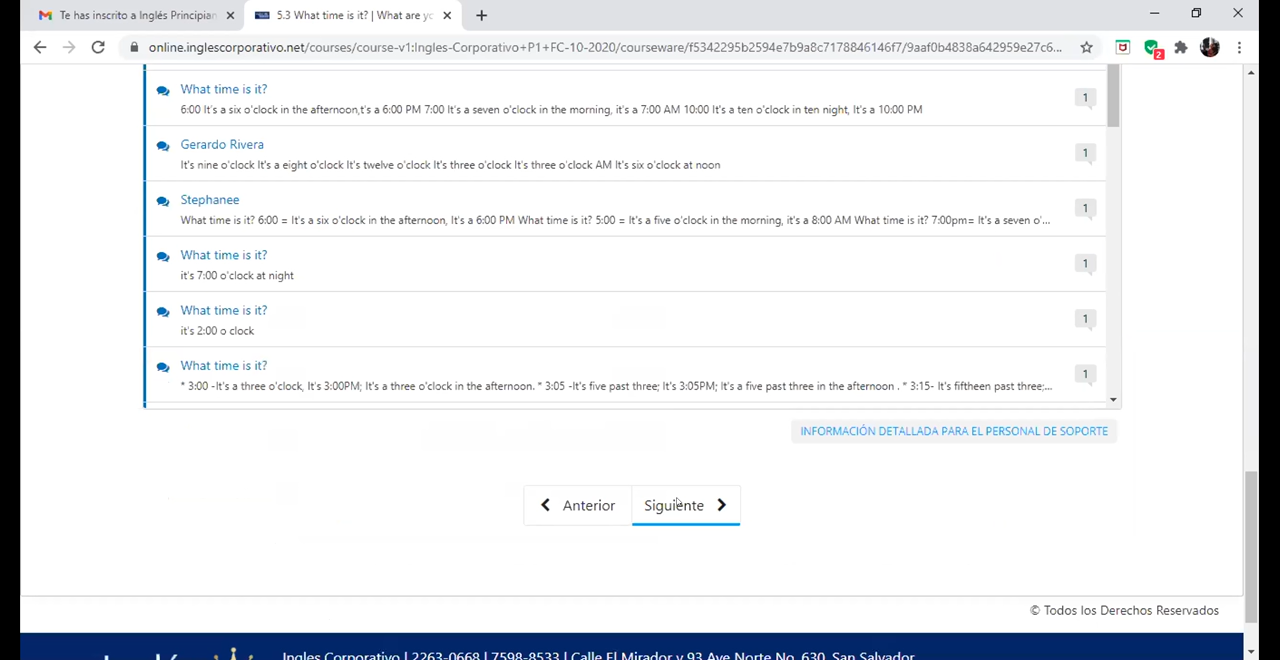 Te has inscrito a Inglés Principian
5.3 What time is it? | What are yo
online.inglescorporativo.net/courses/course-v1:Ingles-Corporativo+P1+FC-10-2020/courseware/f5342295b2594e7b9a8c7178846146f7/9aaf0b4838a642959e27c6...
2
What time is it?
6:00 It's a six o'clock in the afternoon,t's a 6:00 PM 7:00 It's a seven o'clock in the morning, it's a 7:00 AM 10:00 It's a ten o'clock in ten night, It's a 10:00 PM
1
Gerardo Rivera
It's nine o'clock It's a eight o'clock It's twelve o'clock It's three o'clock It's three o'clock AM It's six o'clock at noon
1
Stephanee
What time is it? 6:00 = It's a six o'clock in the afternoon, It's a 6:00 PM What time is it? 5:00 = It's a five o'clock in the morning, it's a 8:00 AM What time is it? 7:00pm= It's a seven o'...
1
What time is it?
it's 7:00 o'clock at night
1
What time is it?
it's 2:00 o clock
1
What time is it?
* 3:00 -It's a three o'clock, It's 3:00PM; It's a three o'clock in the afternoon. * 3:05 -It's five past three; It's 3:05PM; It's a five past three in the afternoon . * 3:15- It's fiftheen past three;...
1
INFORMACIÓN DETALLADA PARA EL PERSONAL DE SOPORTE
Anterior
Siguiente
© Todos los Derechos Reservados
Ingles Corporativo | 2263-0668 | 7598-8533 | Calle El Mirador y 93 Ave Norte No. 630, San Salvador